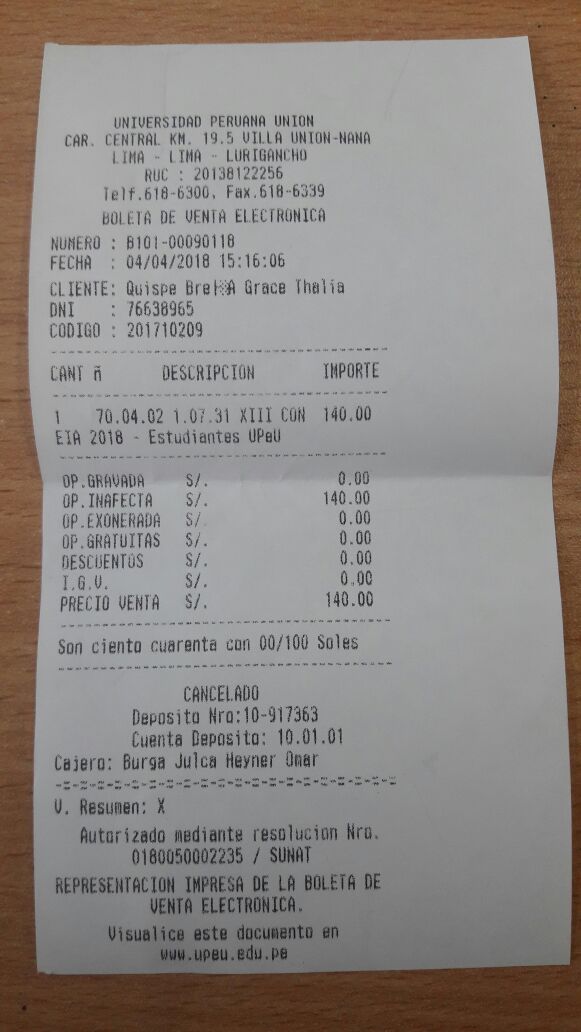 UNIVERSIDAD PERUANA UNION
CAR. CENTRAL KM. 19.5 VILLA UNION-NANA
LIMA - LIMA - LURIGANCHO
RUC : 20138122256
Telf.618-6300, Fax.618-6339
BOLETA DE VENTA ELECTRONICA
NUMERO : B101-00090118
FECHA : 04/04/2018 15:16:06
CLIENTE: Quispe Grace Thalia
DNI : 76638965
CODIGO : 201710209
CANT ñ DESCRIPCION IMPORTE
1 70.04.02 1.07.31 XIII CON 140.00
EIA 2018 - Estudiantes UPeU
OP.GRAVADA S/. 0.00
OP.INAFECTA S/. 140.00
OP.EXONERADA S/. 0.00
OP.GRATUITAS S/. 0.00
DESCUENTOS S/. 0.00
I.G.V. S/. 0.00
PRECIO VENTA S/. 140.00
Son ciento cuarenta con 00/100 Soles
CANCELADO
Deposito Nro:10-917363
Cuenta Deposito: 10.01.01
Cajero: Burga Julca Heyner Omar
V. Resumen: X
Autorizado mediante resolucion Nro.
0180050002235 / SUNAT
REPRESENTACION IMPRESA DE LA BOLETA DE
VENTA ELECTRONICA.
Visualice este documento en
www.upeu.edu.pe